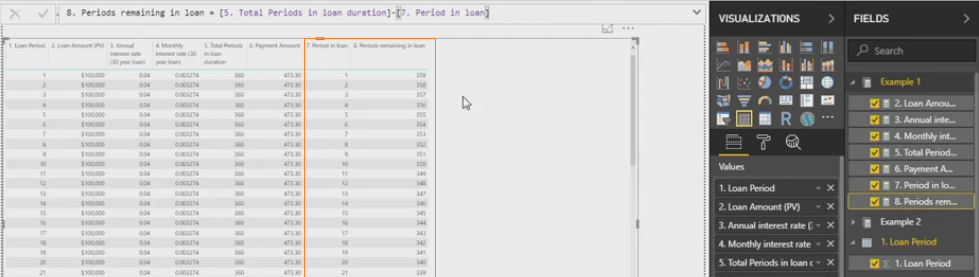 8. Periods remaining in loan = [5. Total Periods in loan duration]-[7. Period in loan]
1. Loan Period 2. Loan Amount (PV) 3. Annual interest rate (30 year loan) 4. Monthly interest rate (30 year loan) 5. Total Periods in loan duration 6. Payment Amount 7. Period in loan 8. Periods remaining in loan
1 $100,000 0.04 0.003274 360 473.30 1 359
2 $100,000 0.04 0.003274 360 473.30 2 358
3 $100,000 0.04 0.003274 360 473.30 3 357
4 $100,000 0.04 0.003274 360 473.30 4 356
5 $100,000 0.04 0.003274 360 473.30 5 355
6 $100,000 0.04 0.003274 360 473.30 6 354
7 $100,000 0.04 0.003274 360 473.30 7 353
8 $100,000 0.04 0.003274 360 473.30 8 352
9 $100,000 0.04 0.003274 360 473.30 9 351
10 $100,000 0.04 0.003274 360 473.30 10 350
11 $100,000 0.04 0.003274 360 473.30 11 349
12 $100,000 0.04 0.003274 360 473.30 12 348
13 $100,000 0.04 0.003274 360 473.30 13 347
14 $100,000 0.04 0.003274 360 473.30 14 346
15 $100,000 0.04 0.003274 360 473.30 15 345
16 $100,000 0.04 0.003274 360 473.30 16 344
17 $100,000 0.04 0.003274 360 473.30 17 343
18 $100,000 0.04 0.003274 360 473.30 18 342
19 $100,000 0.04 0.003274 360 473.30 19 341
20 $100,000 0.04 0.003274 360 473.30 20 340
21 $100,000 0.04 0.003274 360 473.30 21 339
VISUALIZATIONS
R
Values
1. Loan Period
2. Loan Amount (PV)
3. Annual interest rate (
4. Monthly interest rate
5. Total Periods in loan
FIELDS
Search
Example 1
2. Loan Amou...
3. Annual inte...
4. Monthly int...
5. Total Period...
6. Payment A...
7. Period in lo...
8. Periods rem...
Example 2
1. Loan Period
1. Loan Period